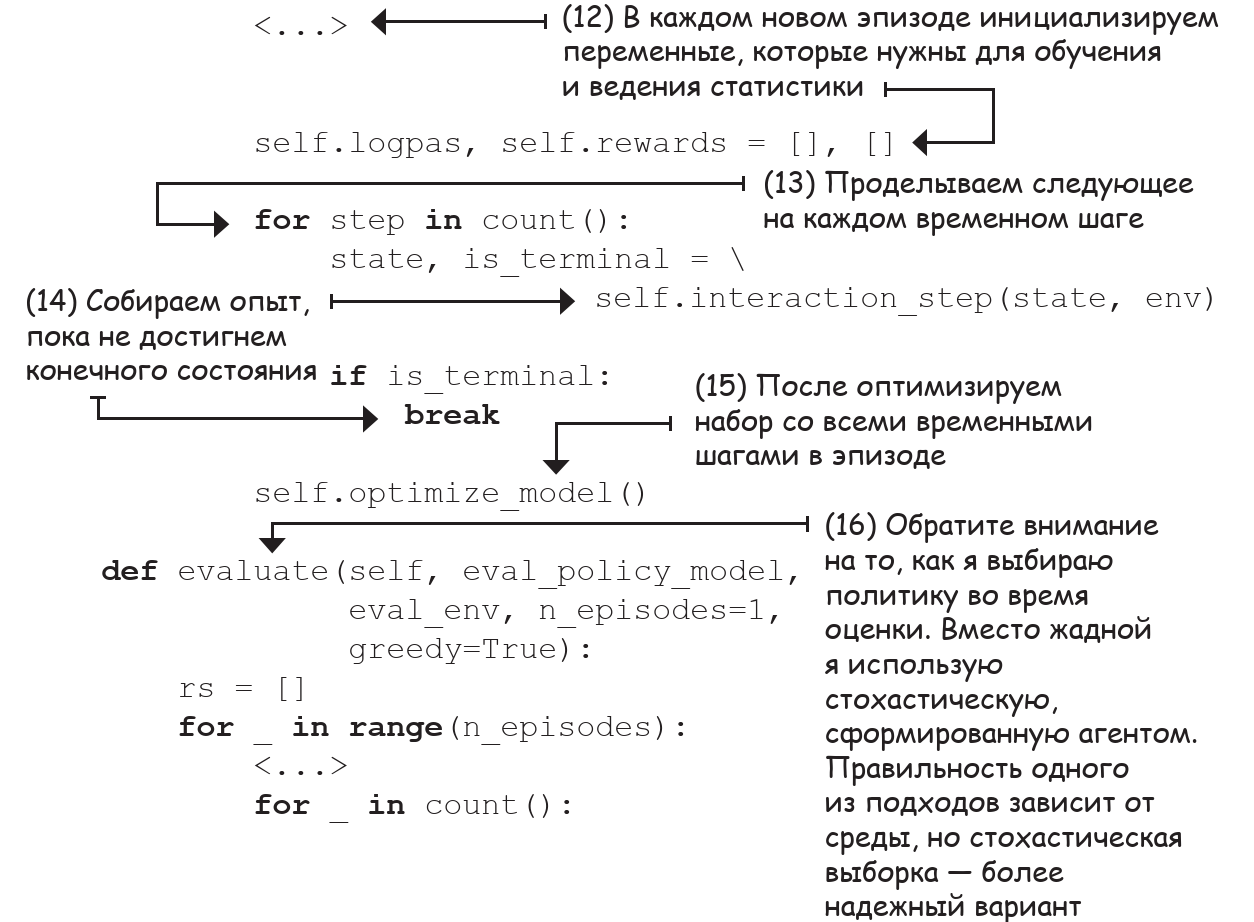 <...>
(12) В каждом новом эпизоде инициализируем
переменные, которые нужны для обучения
и ведения статистики
self.logpas, self.rewards = [], []
(13) Проделываем следующее
на каждом временном шаге
for step in count():
state, is_terminal = \
(14) Собираем опыт,
пока не достигнем
конечного состояния
self.interaction_step(state, env)
if is_terminal:
break
(15) После оптимизируем
набор со всеми временными
шагами в эпизоде
self.optimize_model()
(16) Обратите внимание
на то, как я выбираю
политику во время
оценки. Вместо жадной
я использую
стохастическую,
сформированную агентом.
Правильность одного
из подходов зависит от
среды, но стохастическая
выборка — более
надежный вариант
def evaluate(self, eval_policy_model,
eval_env, n_episodes=1,
greedy=True):
rs = []
for _ in range(n_episodes):
<...>
for _ in count():